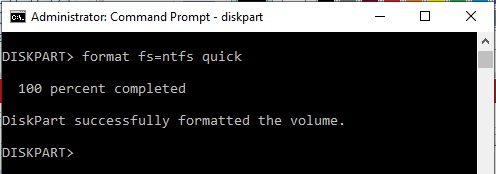 Administrator: Command Prompt - diskpart
DISKPART> format fs=ntfs quick
100 percent completed
DiskPart successfully formatted the volume.
DISKPART>